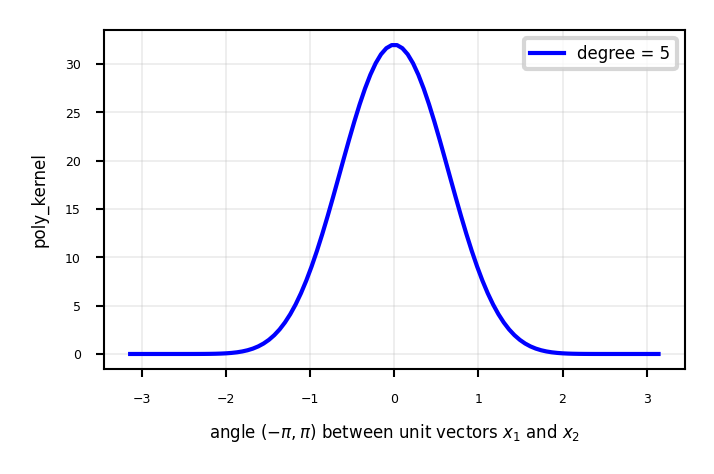 degree = 5
poly_kernel
30
25
20
15
10
5
0
−3 −2 −1 0 1 2 3
angle (−π, π) between unit vectors x₁ and x₂